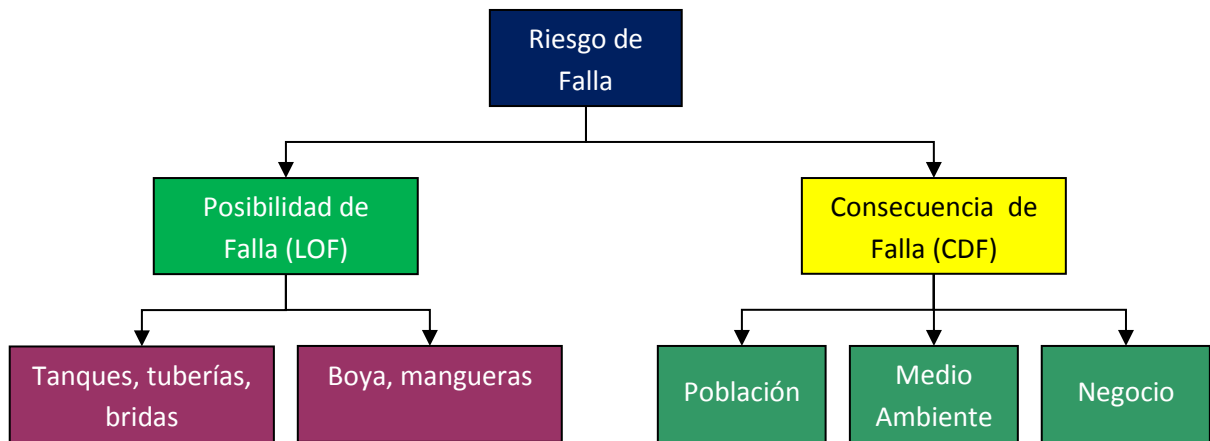 Riesgo de
Falla
Posibilidad de
Falla (LOF)
Consecuencia de
Falla (CDF)
Tanques, tuberías,
bridas
Boya, mangueras
Población
Medio
Ambiente
Negocio